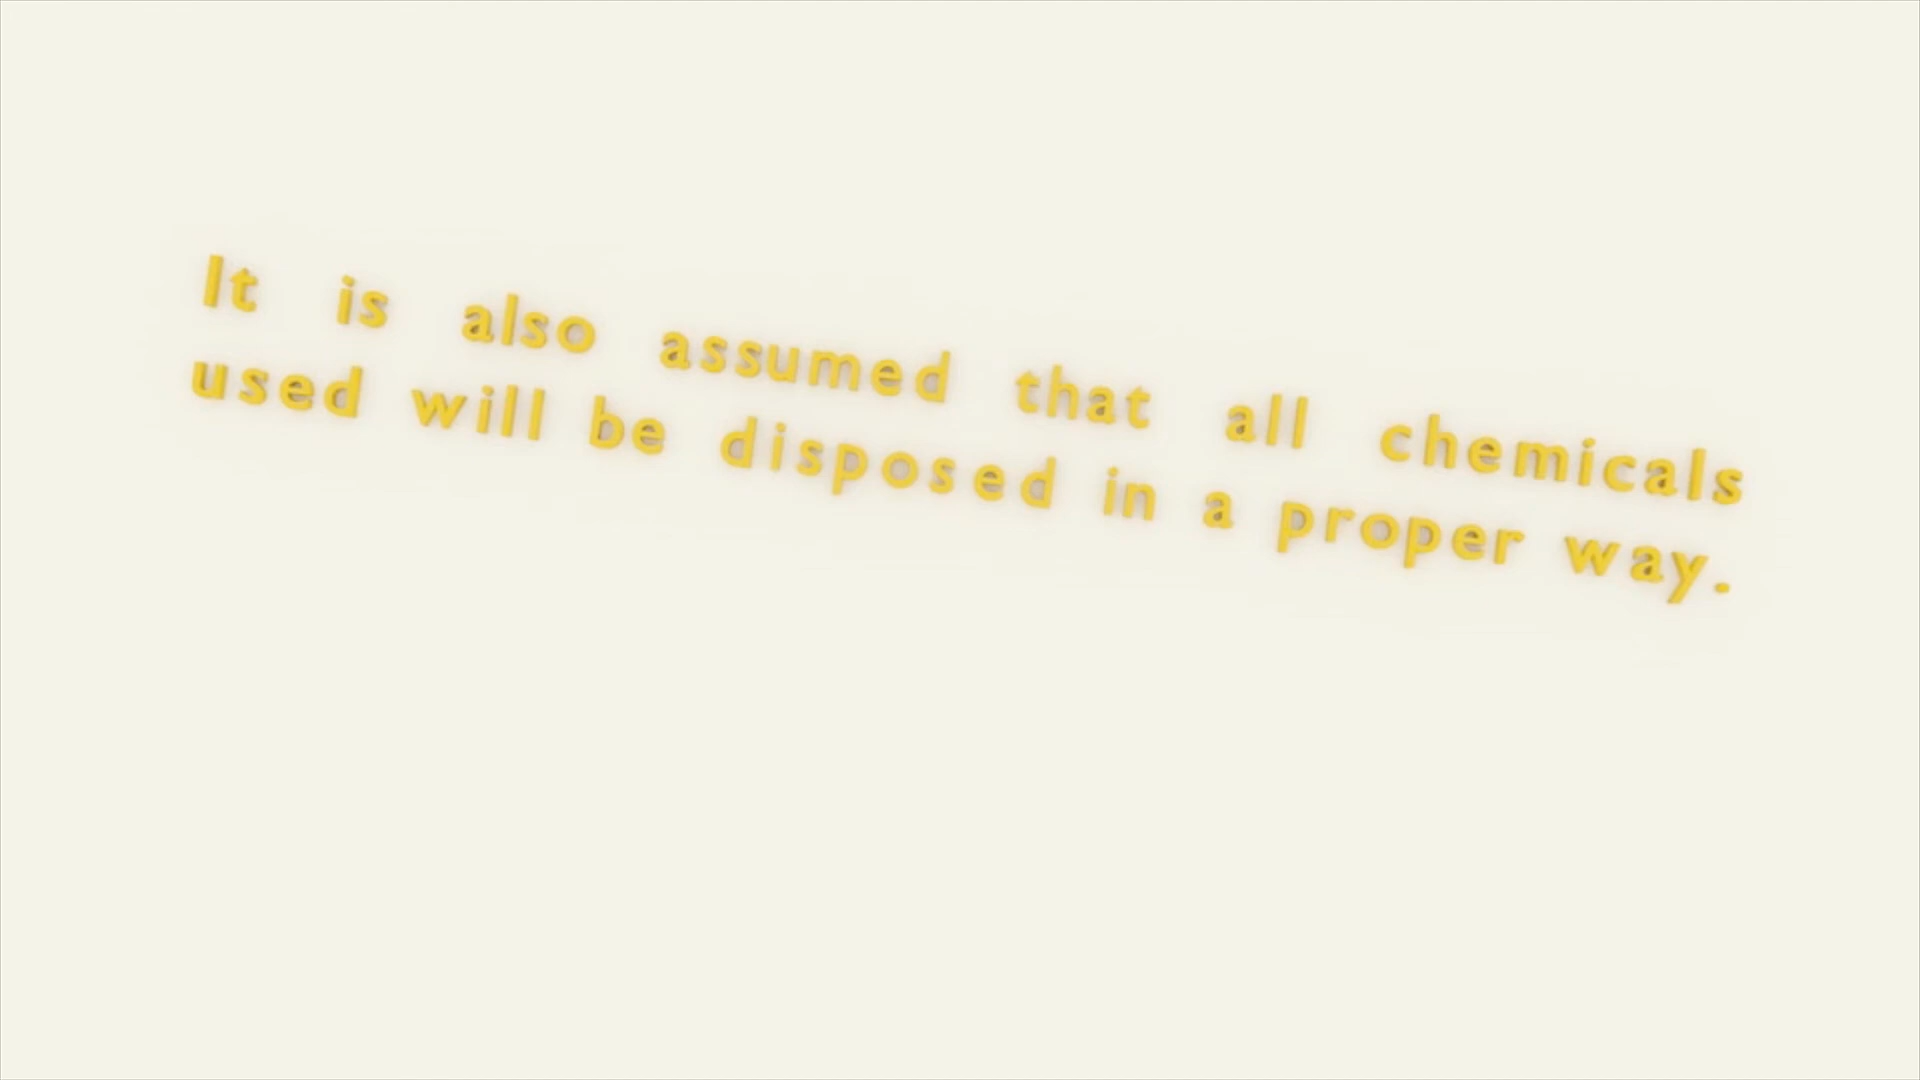 It is also assumed that all chemicals
used will be disposed in a proper way.